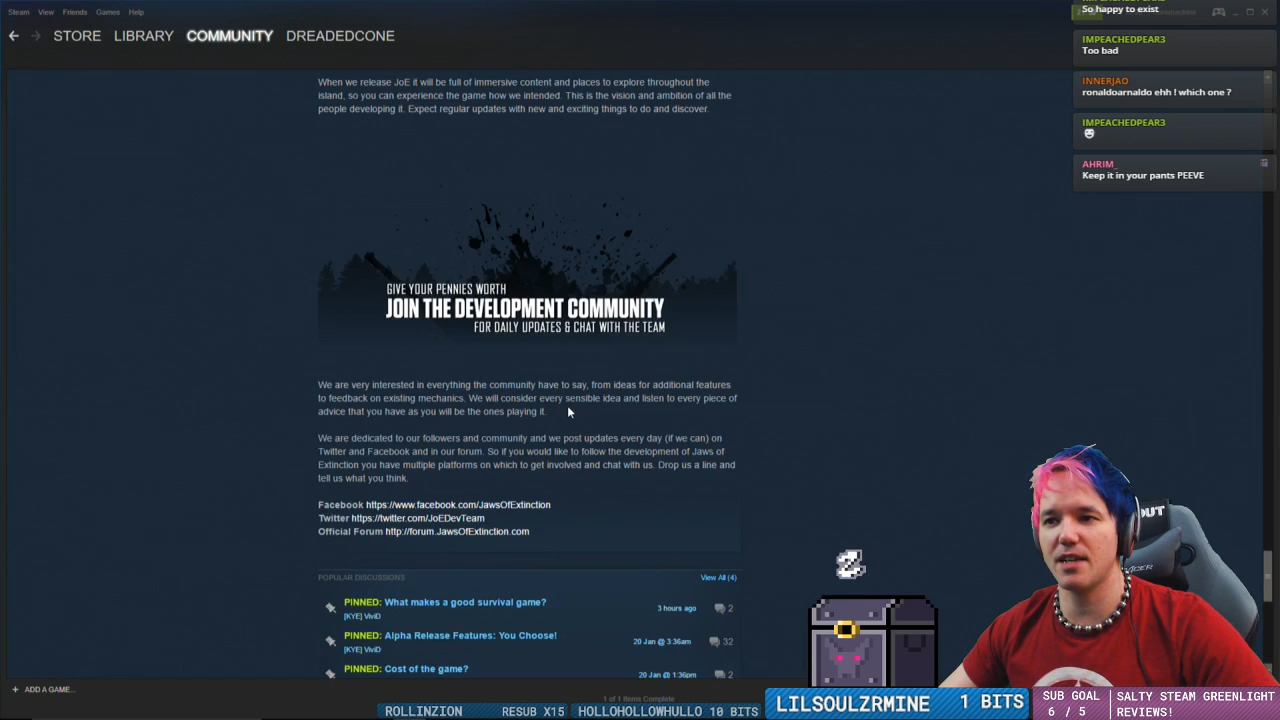 Steam View Friends Games Help
STORE LIBRARY COMMUNITY DREADEDCONE
When we release JoE it will be full of immersive content and places to explore throughout the
island, so you can experience the game how we intended. This is the vision and ambition of all the
people developing it. Expect regular updates with new and exciting things to do and discover.
GIVE YOUR PENNIES WORTH
JOIN THE DEVELOPMENT COMMUNITY
FOR DAILY UPDATES & CHAT WITH THE TEAM
We are very interested in everything the community have to say, from ideas for additional features
to feedback on existing mechanics. We will consider every sensible idea and listen to every piece of
advice that you have as you will be the ones playing it.
We are dedicated to our followers and community and we post updates every day (if we can) on
Twitter and Facebook and in our forum. So if you would like to follow the development of Jaws of
Extinction you have multiple platforms on which to get involved and chat with us. Drop us a line and
tell us what you think.
Facebook https://www.facebook.com/JawsOfExtinction
Twitter https://twitter.com/JoEDevTeam
Official Forum http://forum.JawsOfExtinction.com
POPULAR DISCUSSIONS View All (4)
PINNED: What makes a good survival game?
[KYE] ViviD 3 hours ago 2
PINNED: Alpha Release Features: You Choose!
[KYE] ViviD 20 Jan @ 3:36am 32
PINNED: Cost of the game?
20 Jan @ 1:36pm 2
+ ADD A GAME...
1 of 1 Items Complete
So happy to exist
IMPEACHEDPEAR3
Too bad
INNERJAO
ronaldoarnaldo ehh ! which one ?
IMPEACHEDPEAR3
AHRIM_
Keep it in your pants PEEVE
ROLLINZION RESUB X15 HOLLOHOLLOWHULLO 10 BITS
LILSOULZRMINE 1 BITS
SUB GOAL
6 / 5
SALTY STEAM GREENLIGHT
REVIEWS!